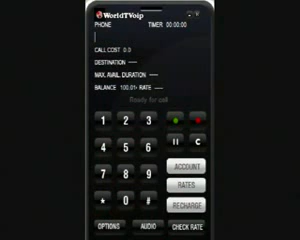 WorldTVoip
PHONE TIMER 00:00:00
CALL COST 0.0
DESTINATION ----
MAX. AVAIL. DURATION ----
BALANCE 100.01> RATE ----
Ready for call
1 2 3
4 5 6 II C
7 8 9 ACCOUNT
RATES
* 0 # RECHARGE
OPTIONS AUDIO CHECK RATE